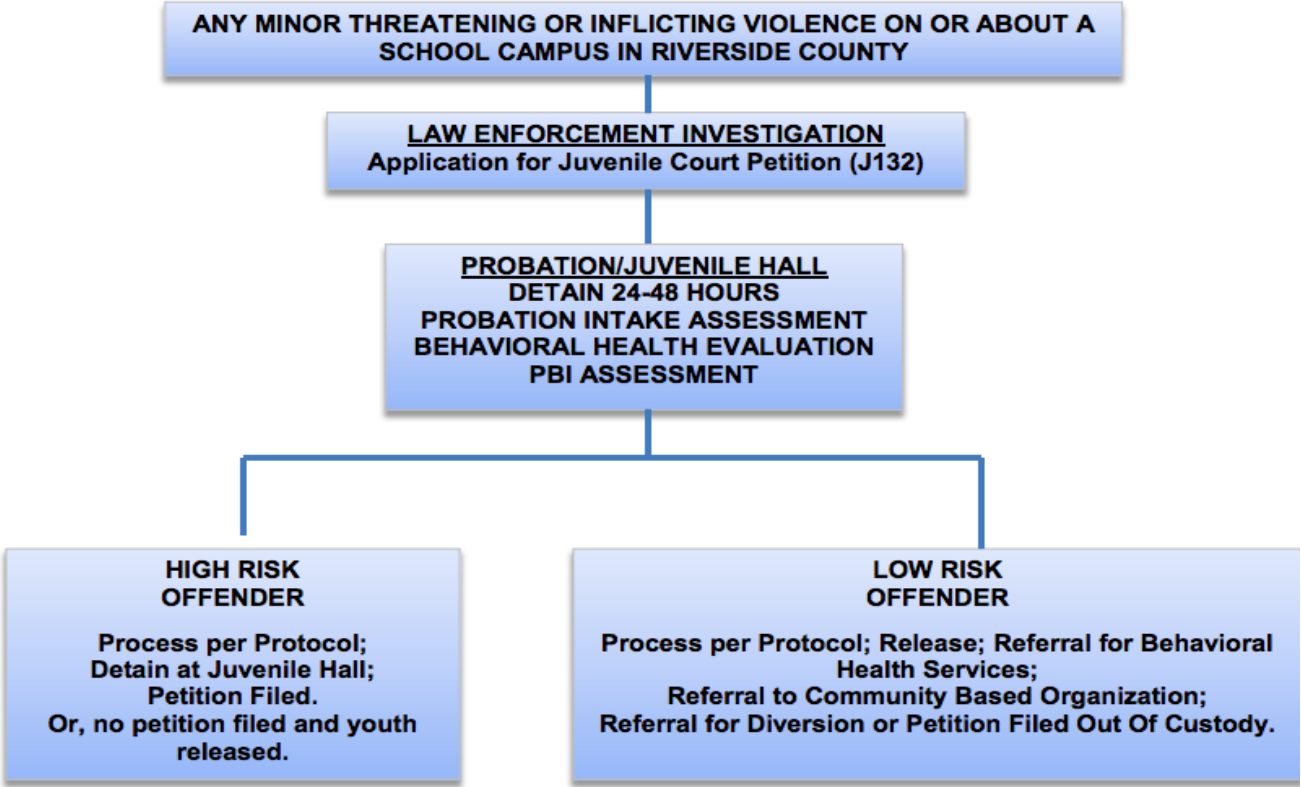 ANY MINOR THREATENING OR INFLICTING VIOLENCE ON OR ABOUT A
SCHOOL CAMPUS IN RIVERSIDE COUNTY
LAW ENFORCEMENT INVESTIGATION
Application for Juvenile Court Petition (J132)
PROBATION/JUVENILE HALL
DETAIN 24-48 HOURS
PROBATION INTAKE ASSESSMENT
BEHAVIORAL HEALTH EVALUATION
PBI ASSESSMENT
HIGH RISK
OFFENDER
Process per Protocol;
Detain at Juvenile Hall;
Petition Filed.
Or, no petition filed and youth
released.
LOW RISK
OFFENDER
Process per Protocol; Release; Referral for Behavioral
Health Services;
Referral to Community Based Organization;
Referral for Diversion or Petition Filed Out Of Custody.